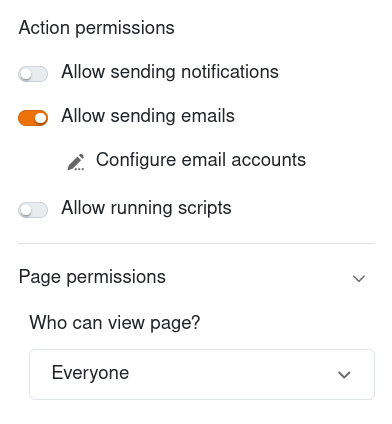 Action permissions
Allow sending notifications
Allow sending emails
Configure email accounts
Allow running scripts
Page permissions
Who can view page?
Everyone